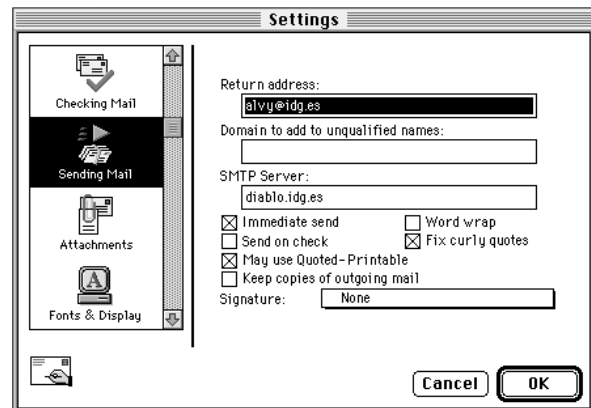 Settings
Checking Mail
Sending Mail
Attachments
A
Fonts & Display
Return address:
alvy@idg.es
Domain to add to unqualified names:
SMTP Server:
diablo.idg.es
Immediate send
Word wrap
Send on check
Fix curly quotes
May use Quoted-Printable
Keep copies of outgoing mail
Signature: None
Cancel OK